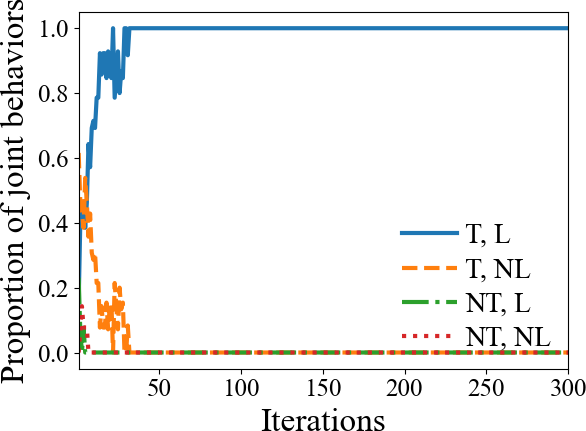 Proportion of joint behaviors
1.0
0.8
0.6
0.4
0.2
0.0
T, L
T, NL
NT, L
NT, NL
50 100 150 200 250 300
Iterations